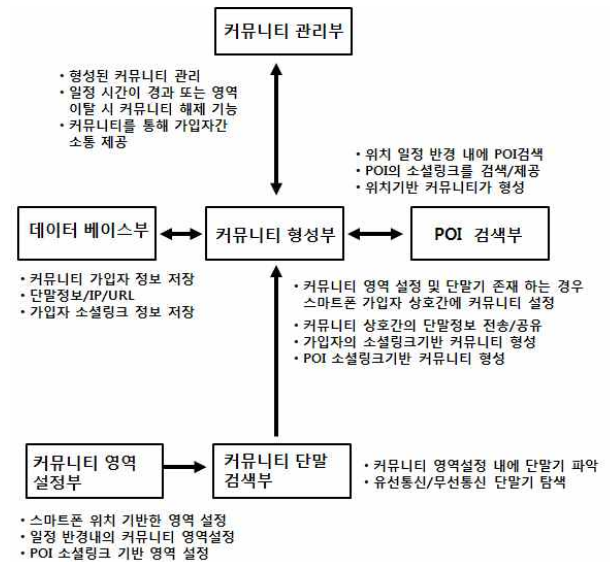 커뮤니티 관리부
• 형성된 커뮤니티 관리
• 일정 시간이 경과 또는 영역
이탈 시 커뮤니티 해제 기능
• 커뮤니티를 통해 가입자간
소통 제공
• 위치 일정 반경 내에 POI검색
• POI의 소셜링크를 검색/제공
• 위치기반 커뮤니티가 형성
데이터 베이스부
커뮤니티 형성부
POI 검색부
• 커뮤니티 가입자 정보 저장
• 단말정보/IP/URL
• 가입자 소셜링크 정보 저장
• 커뮤니티 영역 설정 및 단말기 존재 하는 경우
스마트폰 가입자 상호간에 커뮤니티 설정
• 커뮤니티 상호간의 단말정보 전송/공유
• 가입자의 소셜링크기반 커뮤니티 형성
• POI 소셜링크기반 커뮤니티 형성
커뮤니티 영역
설정부
커뮤니티 단말
검색부
• 커뮤니티 영역설정 내에 단말기 파악
• 유선통신/무선통신 단말기 탐색
• 스마트폰 위치 기반한 영역 설정
• 일정 반경내의 커뮤니티 영역설정
• POI 소셜링크 기반 영역 설정